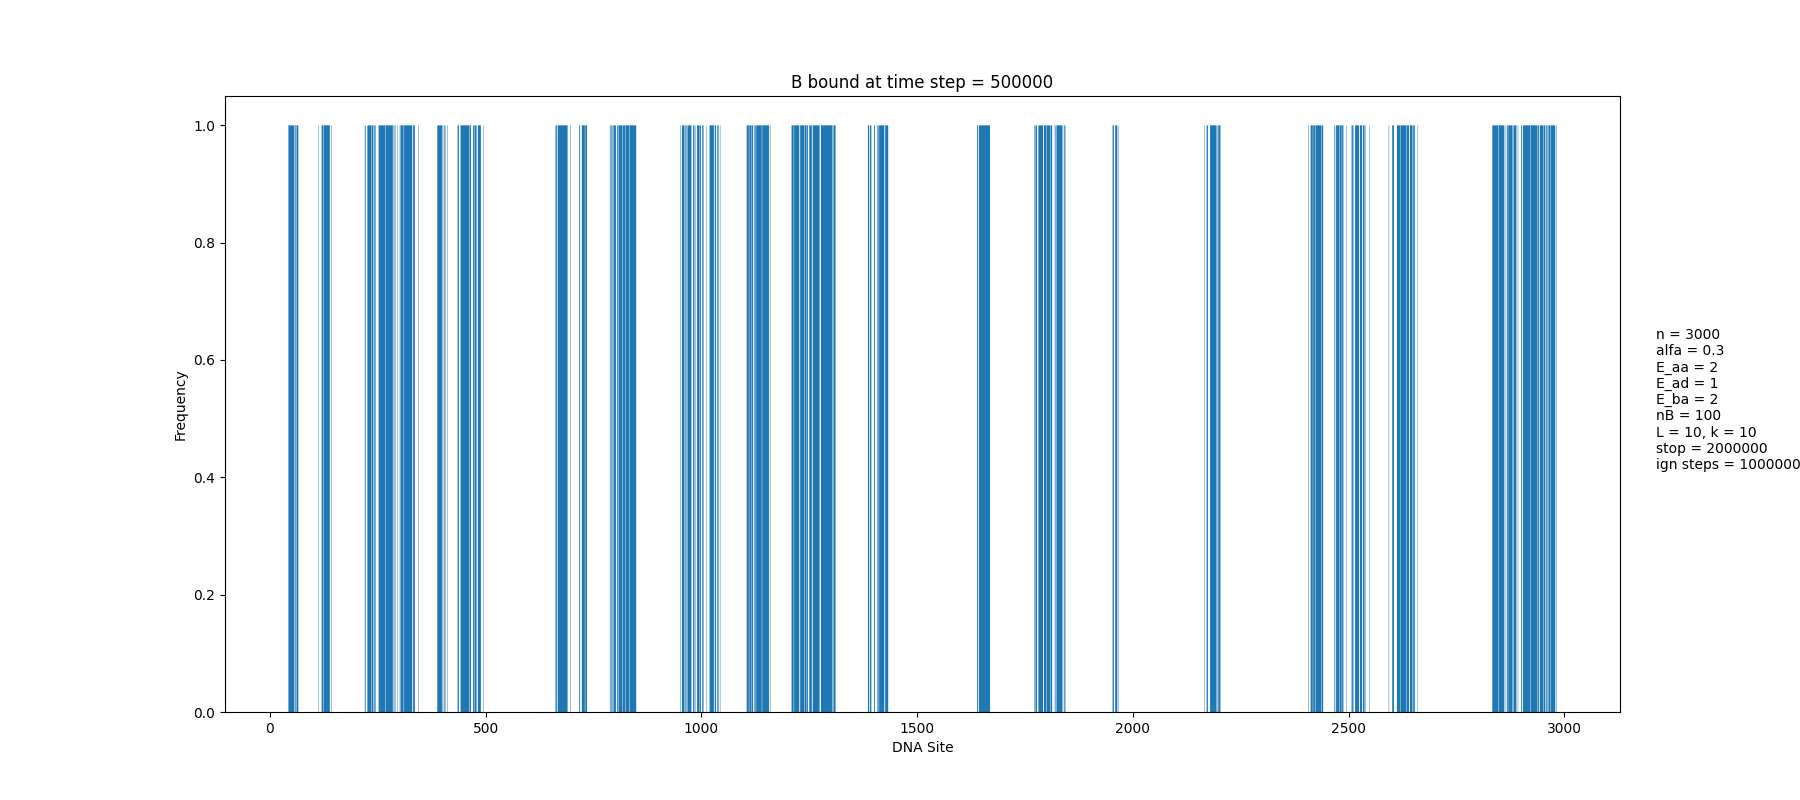 B bound at time step = 500000
1.0
0.8
0.6
0.4
0.2
0.0
Frequency
0 500 1000 1500 2000 2500 3000
DNA Site
n = 3000
alfa = 0.3
E_aa = 2
E_ad = 1
E_ba = 2
nB = 100
L = 10, k = 10
stop = 2000000
ign steps = 1000000